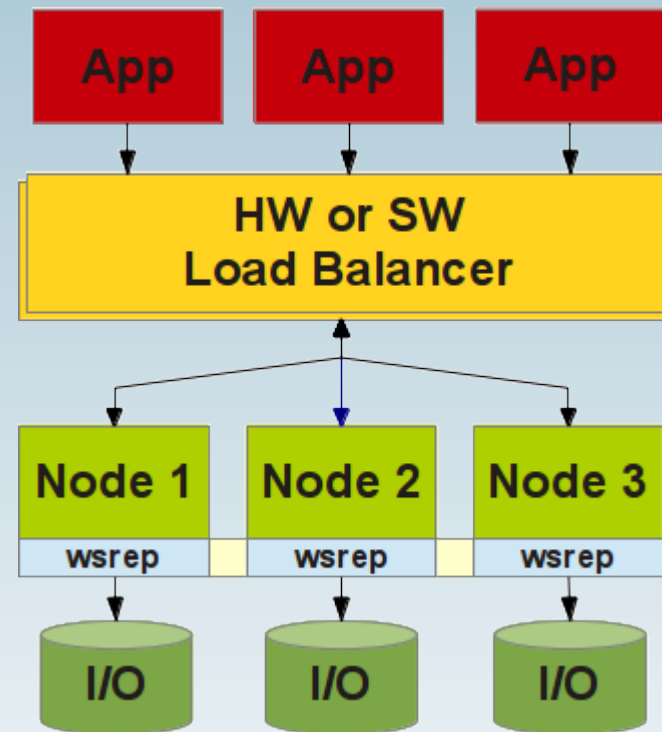 App
App
App
HW or SW
Load Balancer
Node 1
Node 2
Node 3
wsrep
wsrep
wsrep
I/O
I/O
I/O